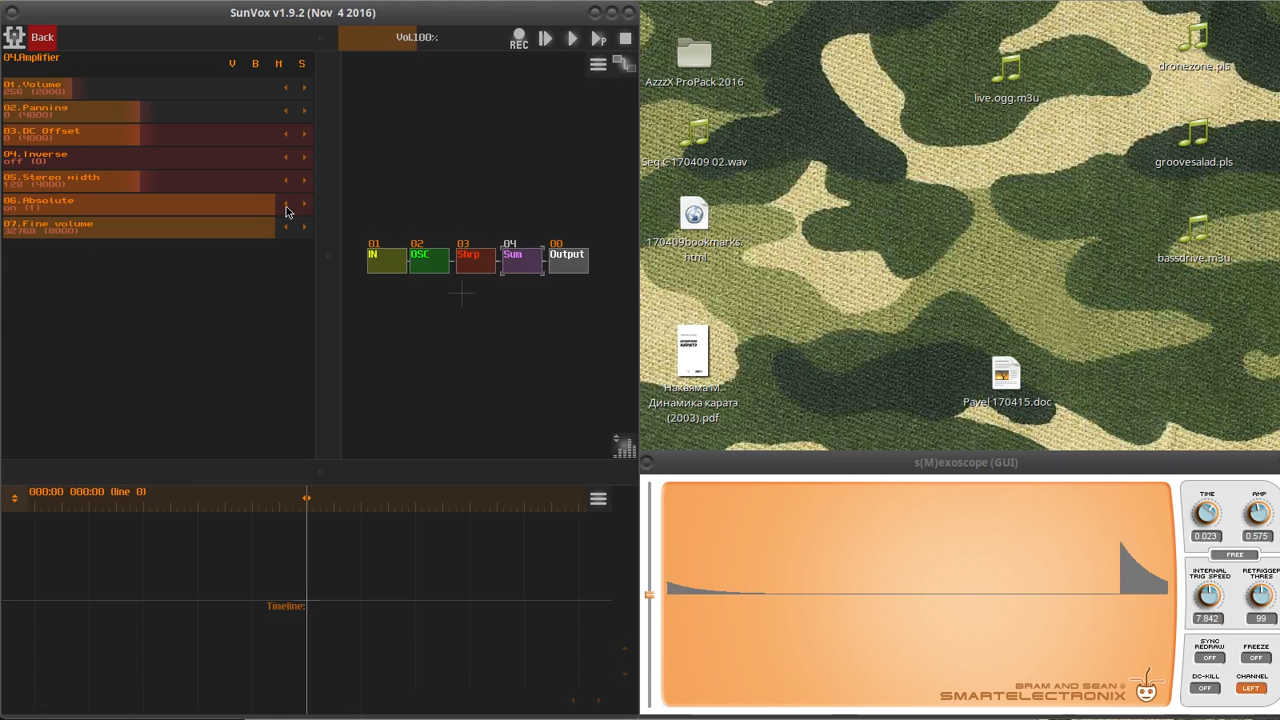 SunVox v1.9.2 (Nov 4 2016)
Back
Vol.100%
REC
P
04.Amplifier
V B M S
01.Volume
256 (2000)
02.Panning
0 (4000)
03.DC Offset
0 (4000)
04.Inverse
off (0)
05.Stereo width
128 (4000)
06.Absolute
on (1)
07.Fine volume
32768 (8000)
01 02 03 04 00
IN OSC Shrp Sum Output
000:00 000:00 (line 0)
Timeline:
AzzzX ProPack 2016
live.ogg.m3u
dronezone.pls
Seq C 170409 02.wav
groovesalad.pls
170409bookmarks.
html
bassdrive.m3u
Накаяма М.
Динамика каратэ
(2003).pdf
Pavel 170415.doc
s(M)exoscope (GUI)
TIME AMP
0.023 0.575
FREE
INTERNAL
TRIG SPEED
RETRIGGER
THRES
7.842 99
SYNC
REDRAW
FREEZE
OFF OFF
DC-KILL CHANNEL
OFF LEFT
BRAM AND SEAN @
SMARTELECTRONIX